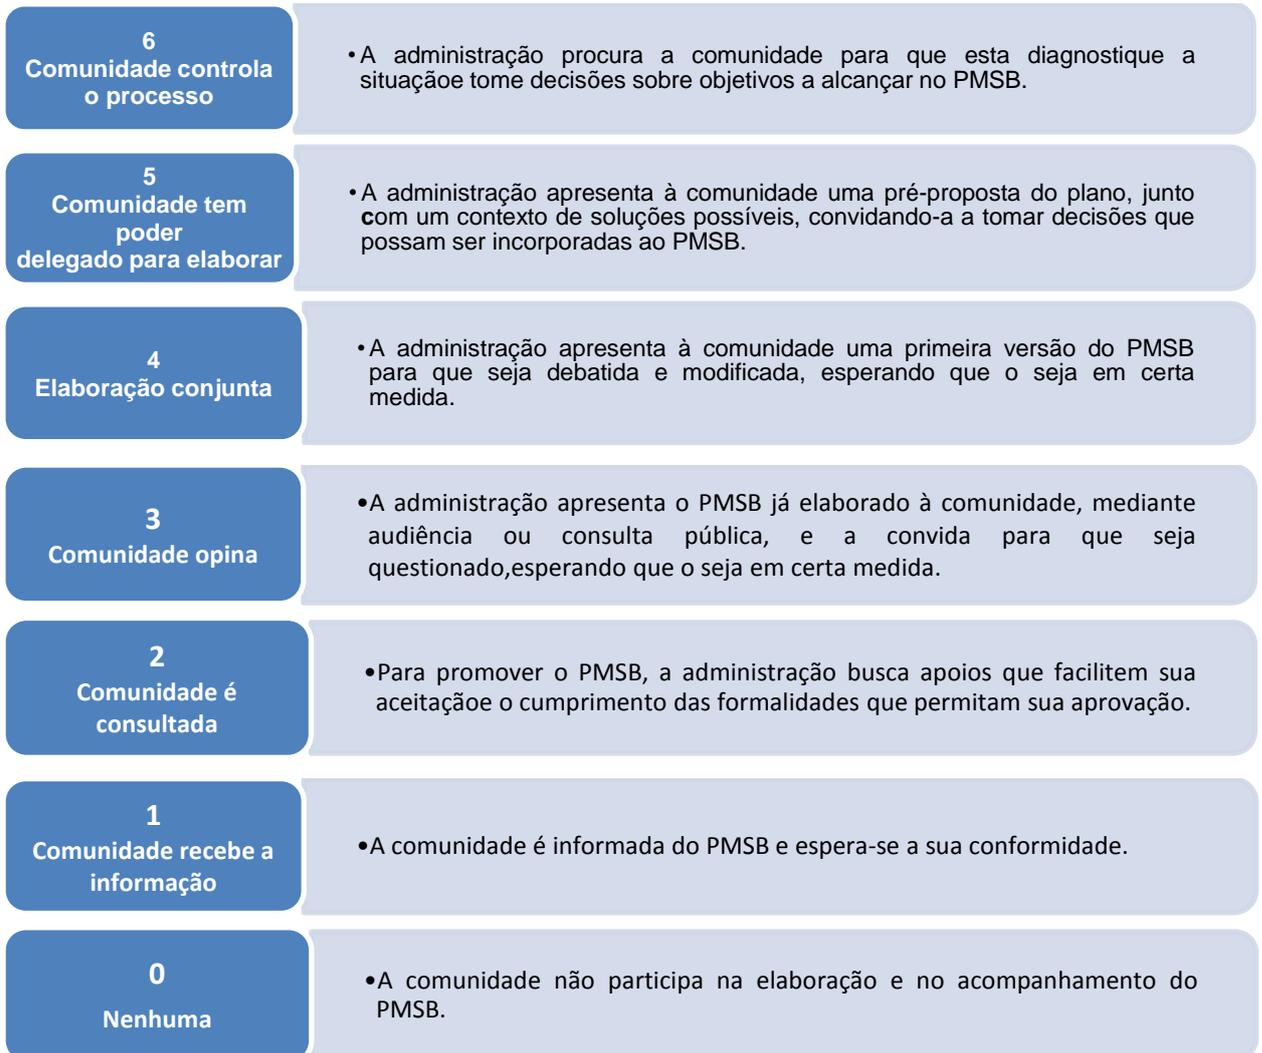 6
Comunidade controla
o processo
• A administração procura a comunidade para que esta diagnostique a
situaçãoe tome decisões sobre objetivos a alcançar no PMSB.
5
Comunidade tem
poder
delegado para elaborar
• A administração apresenta à comunidade uma pré-proposta do plano, junto
com um contexto de soluções possíveis, convidando-a a tomar decisões que
possam ser incorporadas ao PMSB.
4
Elaboração conjunta
• A administração apresenta à comunidade uma primeira versão do PMSB
para que seja debatida e modificada, esperando que o seja em certa
medida.
3
Comunidade opina
•A administração apresenta o PMSB já elaborado à comunidade, mediante
audiência ou consulta pública, e a convida para que seja
questionado,esperando que o seja em certa medida.
2
Comunidade é
consultada
•Para promover o PMSB, a administração busca apoios que facilitem sua
aceitaçãoe o cumprimento das formalidades que permitam sua aprovação.
1
Comunidade recebe a
informação
•A comunidade é informada do PMSB e espera-se a sua conformidade.
0
Nenhuma
•A comunidade não participa na elaboração e no acompanhamento do
PMSB.